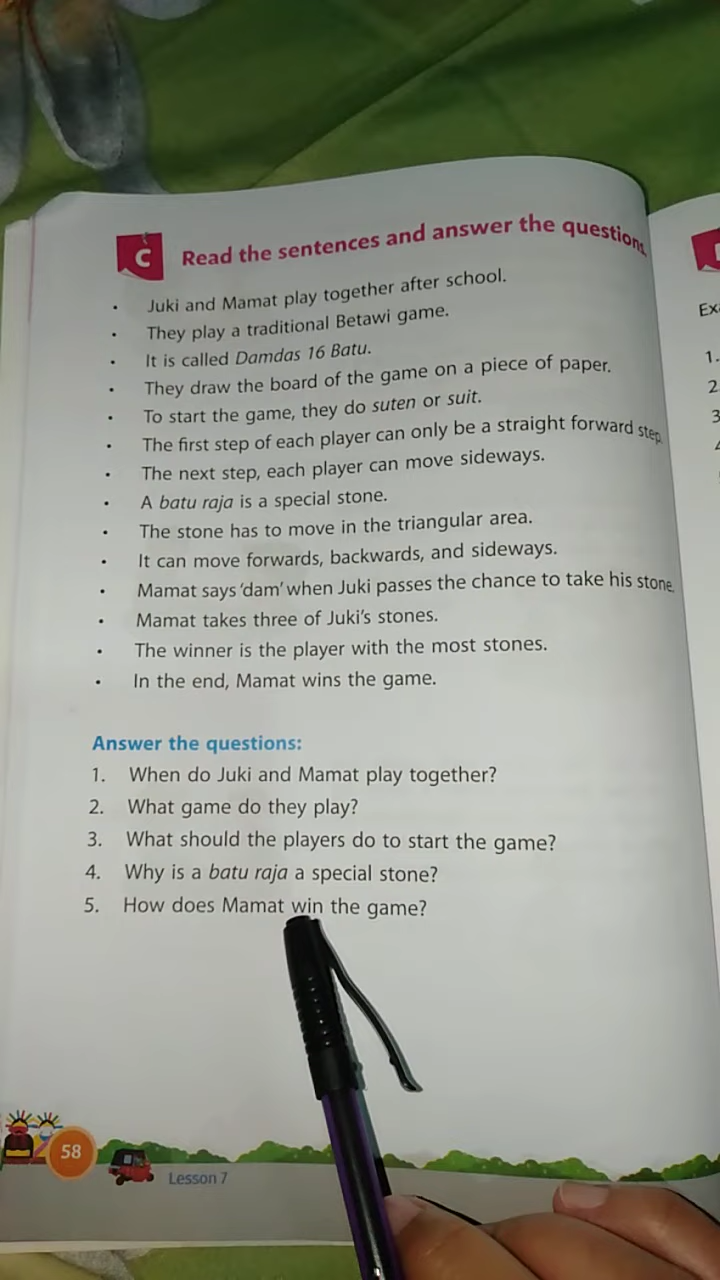 C Read the sentences and answer the questions.
• Juki and Mamat play together after school.
• They play a traditional Betawi game.
• It is called Damdas 16 Batu.
• They draw the board of the game on a piece of paper.
• To start the game, they do suten or suit.
• The first step of each player can only be a straight forward step.
• The next step, each player can move sideways.
• A batu raja is a special stone.
• The stone has to move in the triangular area.
• It can move forwards, backwards, and sideways.
• Mamat says ‘dam’ when Juki passes the chance to take his stone.
• Mamat takes three of Juki’s stones.
• The winner is the player with the most stones.
• In the end, Mamat wins the game.
Answer the questions:
1. When do Juki and Mamat play together?
2. What game do they play?
3. What should the players do to start the game?
4. Why is a batu raja a special stone?
5. How does Mamat win the game?
58
Lesson 7
1.
2
3